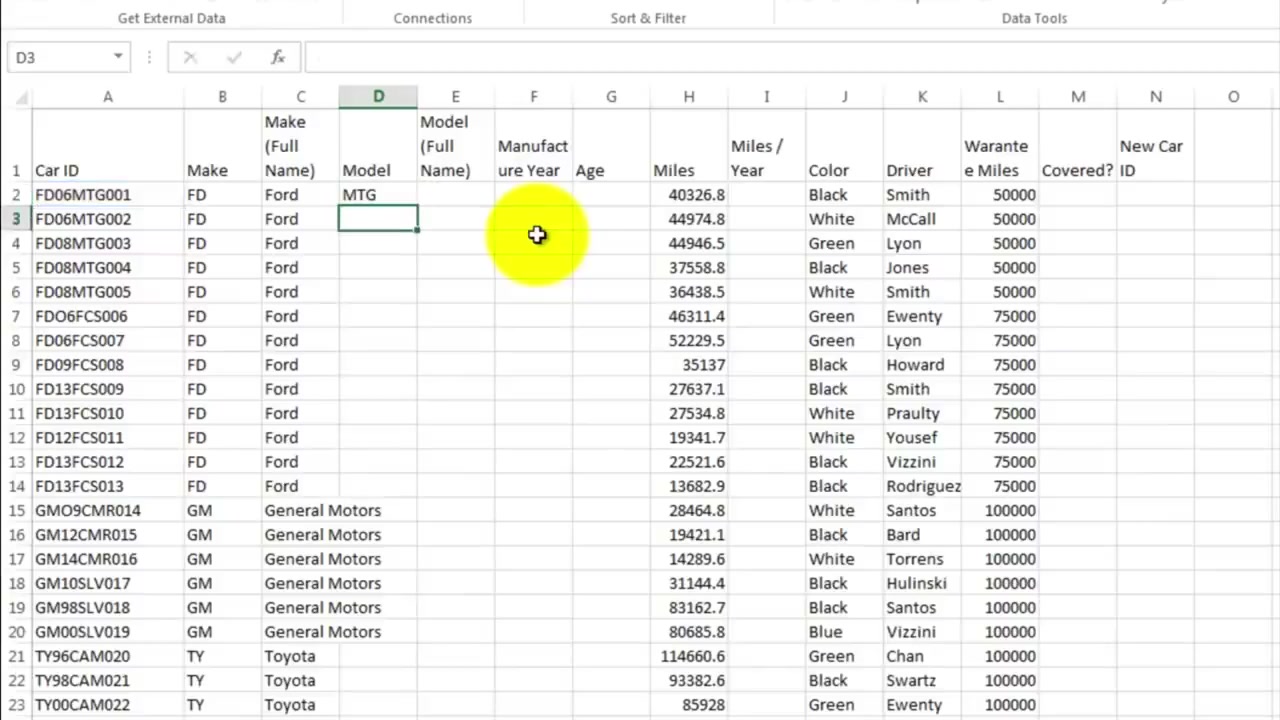 Get External Data Connections Sort & Filter Data Tools
D3 fx
A B C D E F G H I J K L M N O
Make Model
(Full (Full Manufact Miles / Warante New Car
1 Car ID Make Name) Model Name) ure Year Age Miles Year Color Driver e Miles Covered? ID
2 FD06MTG001 FD Ford MTG 40326.8 Black Smith 50000
3 FD06MTG002 FD Ford 44974.8 White McCall 50000
4 FD08MTG003 FD Ford 44946.5 Green Lyon 50000
5 FD08MTG004 FD Ford 37558.8 Black Jones 50000
6 FD08MTG005 FD Ford 36438.5 White Smith 50000
7 FDO6FCS006 FD Ford 46311.4 Green Ewenty 75000
8 FD06FCS007 FD Ford 52229.5 Green Lyon 75000
9 FD09FCS008 FD Ford 35137 Black Howard 75000
10 FD13FCS009 FD Ford 27637.1 Black Smith 75000
11 FD13FCS010 FD Ford 27534.8 White Praulty 75000
12 FD12FCS011 FD Ford 19341.7 White Yousef 75000
13 FD13FCS012 FD Ford 22521.6 Black Vizzini 75000
14 FD13FCS013 FD Ford 13682.9 Black Rodriguez 75000
15 GMO9CMR014 GM General Motors 28464.8 White Santos 100000
16 GM12CMR015 GM General Motors 19421.1 Black Bard 100000
17 GM14CMR016 GM General Motors 14289.6 White Torrens 100000
18 GM10SLV017 GM General Motors 31144.4 Black Hulinski 100000
19 GM98SLV018 GM General Motors 83162.7 Black Santos 100000
20 GM00SLV019 GM General Motors 80685.8 Blue Vizzini 100000
21 TY96CAM020 TY Toyota 114660.6 Green Chan 100000
22 TY98CAM021 TY Toyota 93382.6 Black Swartz 100000
23 TY00CAM022 TY Toyota 85928 Green Ewenty 100000